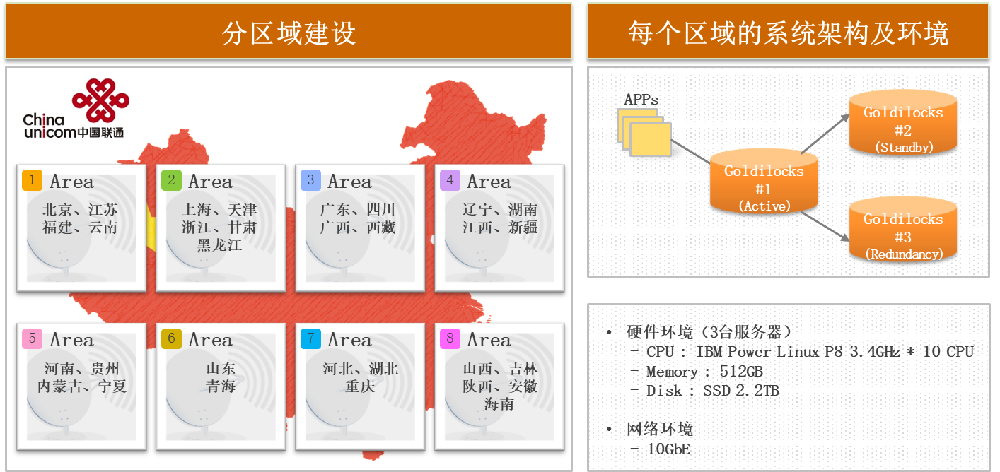 分区域建设
China
unicom中国联通
1 Area
北京、江苏
福建、云南
2 Area
上海、天津
浙江、甘肃
黑龙江
3 Area
广东、四川
广西、西藏
4 Area
辽宁、湖南
江西、新疆
5 Area
河南、贵州
内蒙古、宁夏
6 Area
山东
青海
7 Area
河北、湖北
重庆
8 Area
山西、吉林
陕西、安徽
海南
每个区域的系统架构及环境
APPs
Goldilocks
#1
(Active)
Goldilocks
#2
(Standby)
Goldilocks
#3
(Redundancy)
• 硬件环境（3台服务器）
- CPU : IBM Power Linux P8 3.4GHz * 10 CPU
- Memory : 512GB
- Disk : SSD 2.2TB
• 网络环境
- 10GbE